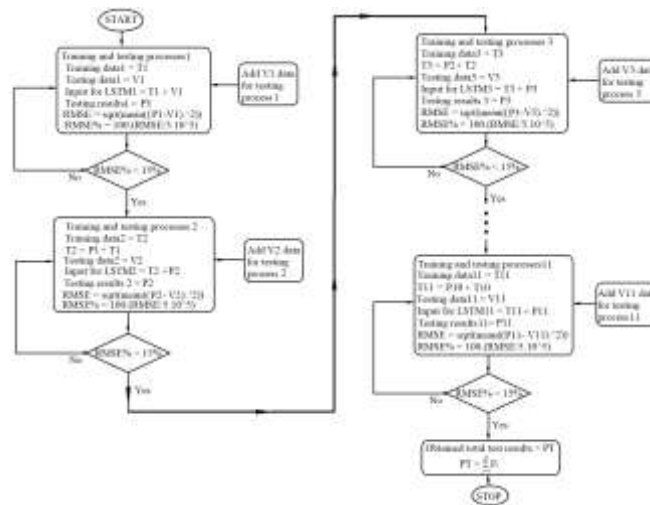 START
Training and testing processes1
Training data1 = T1
Testing data1 = V1
Input for LSTM1 = T1 + V1
Testing results1 = P1
RMSE = sqrt(mean((P1-V1).^2))
RMSE% = 100.(RMSE/5.10^5)
Add V1 data
for testing
process 1
RMSE% < 15%
No
Yes
Training and testing processes 2
Training data2 = T2
T2 = P1 + T1
Testing data2 = V2
Input for LSTM2 = T2 +P2
Testing results 2 = P2
RMSE = sqrt(mean((P2- V2).^2))
RMSE% = 100.(RMSE/5.10^5)
Add V2 data
for testing
process 2
RMSE% < 15%
No
Yes
Training and testing processes 3
Training data3 = T3
T3 = P2 + T2
Testing data3 = V3
Input for LSTM3 = T3 + P3
Testing results 3 = P3
RMSE = sqrt(mean((P3-V3).^2))
RMSE% = 100.(RMSE/5.10^5)
Add V3 data
for testing
process 3
RMSE% < 15%
No
Yes
Training and testing processes11
Training data11 = T11
T11 = P10 + T10
Testing data11 = V11
Input for LSTM11 = T11 + P11
Testing results11= P11
RMSE = sqrt(mean((P11- V11).^2))
RMSE% = 100.(RMSE/5.10^5)
Add V11 data
for testing
process11
RMSE% < 15%
No
Yes
Obtained total test results = PT
PT =
STOP